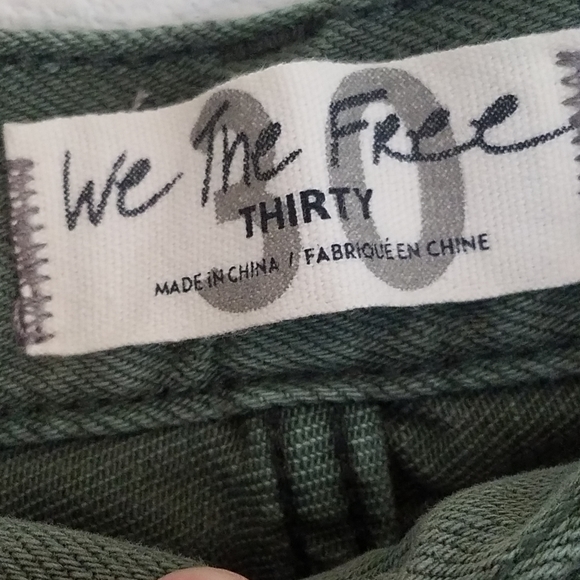 We The Free
30
THIRTY
MADE IN CHINA / FABRIQUÉ EN CHINE